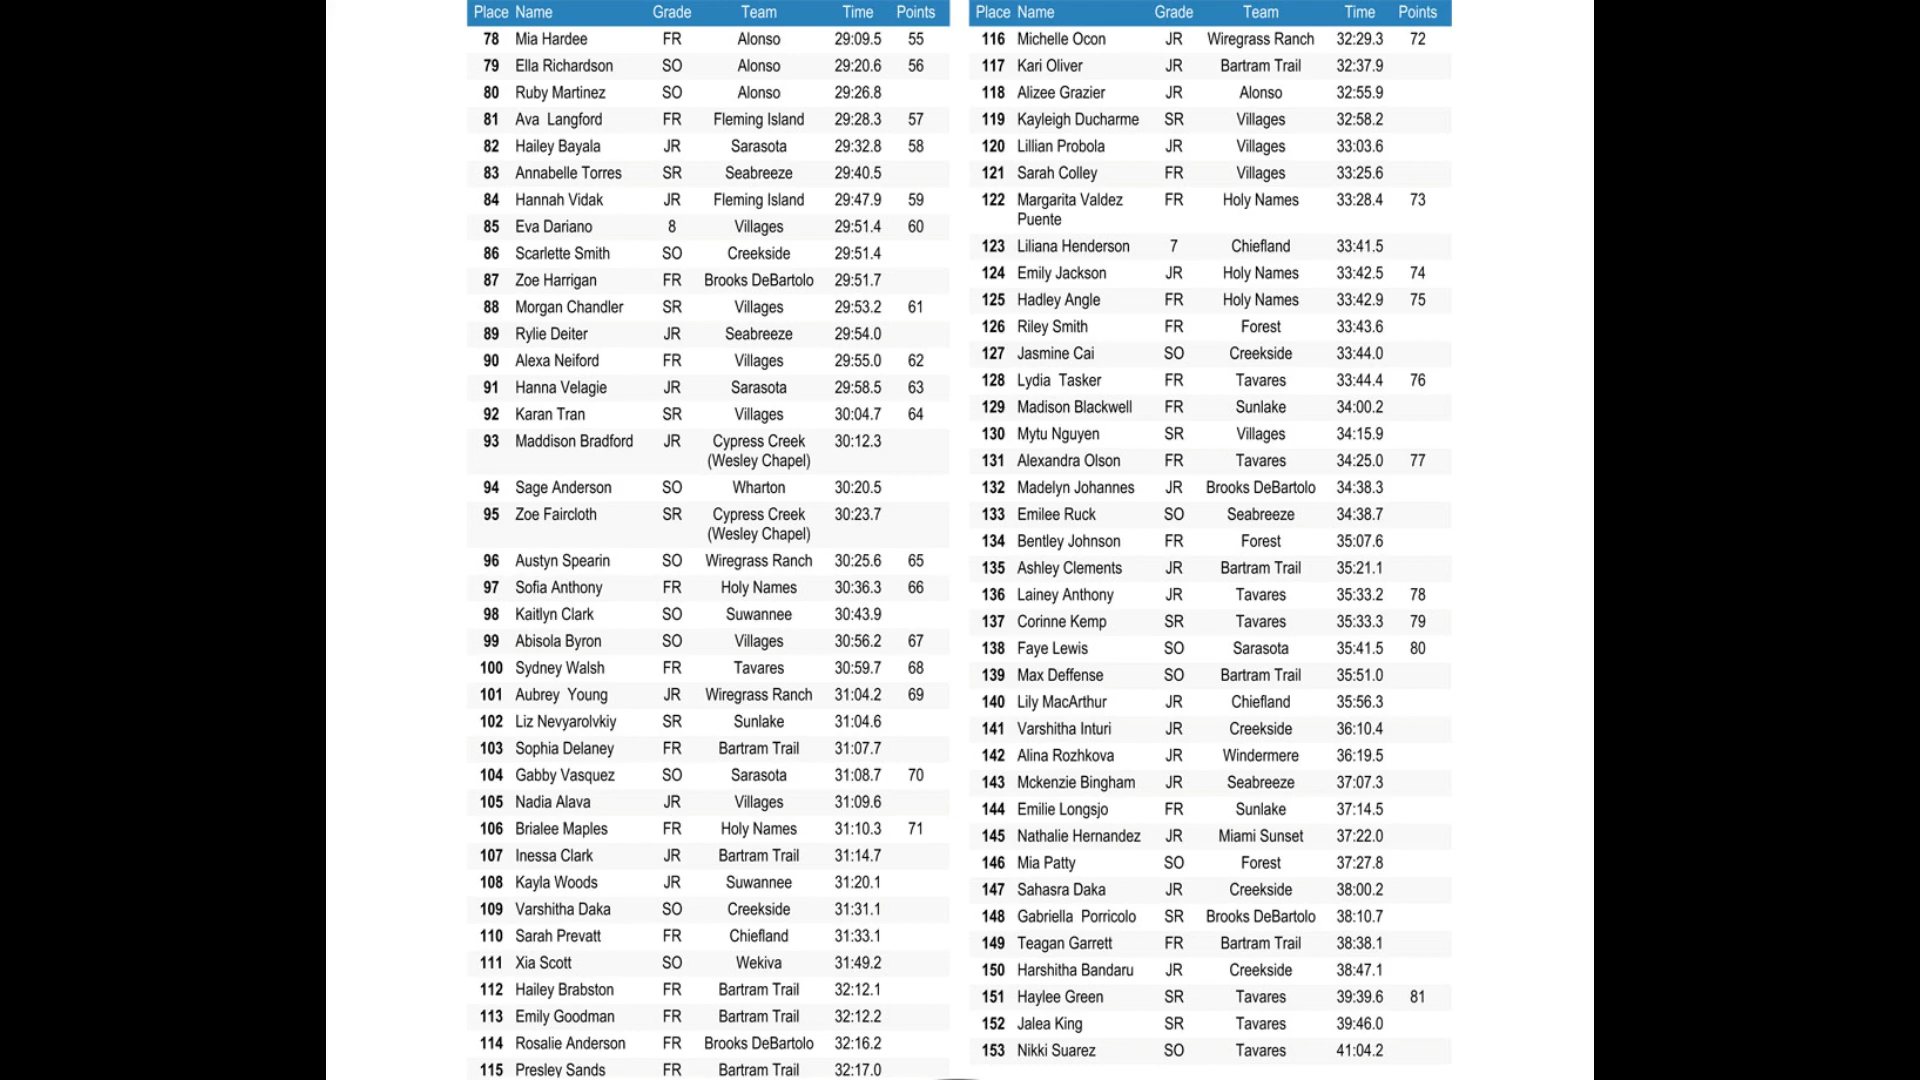 Place Name Grade Team Time Points
78 Mia Hardee FR Alonso 29:09.5 55
79 Ella Richardson SO Alonso 29:20.6 56
80 Ruby Martinez SO Alonso 29:26.8
81 Ava Langford FR Fleming Island 29:28.3 57
82 Hailey Bayala JR Sarasota 29:32.8 58
83 Annabelle Torres SR Seabreeze 29:40.5
84 Hannah Vidak JR Fleming Island 29:47.9 59
85 Eva Dariano 8 Villages 29:51.4 60
86 Scarlette Smith SO Creekside 29:51.4
87 Zoe Harrigan FR Brooks DeBartolo 29:51.7
88 Morgan Chandler SR Villages 29:53.2 61
89 Rylie Deiter JR Seabreeze 29:54.0
90 Alexa Neiford FR Villages 29:55.0 62
91 Hanna Velagie JR Sarasota 29:58.5 63
92 Karan Tran SR Villages 30:04.7 64
93 Maddison Bradford JR Cypress Creek 30:12.3
(Wesley Chapel)
94 Sage Anderson SO Wharton 30:20.5
95 Zoe Faircloth SR Cypress Creek 30:23.7
(Wesley Chapel)
96 Austyn Spearin SO Wiregrass Ranch 30:25.6 65
97 Sofia Anthony FR Holy Names 30:36.3 66
98 Kaitlyn Clark SO Suwannee 30:43.9
99 Abisola Byron SO Villages 30:56.2 67
100 Sydney Walsh FR Tavares 30:59.7 68
101 Aubrey Young JR Wiregrass Ranch 31:04.2 69
102 Liz Nevyarolvkiy SR Sunlake 31:04.6
103 Sophia Delaney FR Bartram Trail 31:07.7
104 Gabby Vasquez SO Sarasota 31:08.7 70
105 Nadia Alava JR Villages 31:09.6
106 Brialee Maples FR Holy Names 31:10.3 71
107 Inessa Clark JR Bartram Trail 31:14.7
108 Kayla Woods JR Suwannee 31:20.1
109 Varshitha Daka SO Creekside 31:31.1
110 Sarah Prevatt FR Chiefland 31:33.1
111 Xia Scott SO Wekiva 31:49.2
112 Hailey Brabston FR Bartram Trail 32:12.1
113 Emily Goodman FR Bartram Trail 32:12.2
114 Rosalie Anderson FR Brooks DeBartolo 32:16.2
115 Presley Sands FR Bartram Trail 32:17.0
Place Name Grade Team Time Points
116 Michelle Ocon JR Wiregrass Ranch 32:29.3 72
117 Kari Oliver JR Bartram Trail 32:37.9
118 Alizee Grazier JR Alonso 32:55.9
119 Kayleigh Ducharme SR Villages 32:58.2
120 Lillian Probola JR Villages 33:03.6
121 Sarah Colley FR Villages 33:25.6
122 Margarita Valdez FR Holy Names 33:28.4 73
Puente
123 Liliana Henderson 7 Chiefland 33:41.5
124 Emily Jackson JR Holy Names 33:42.5 74
125 Hadley Angle FR Holy Names 33:42.9 75
126 Riley Smith FR Forest 33:43.6
127 Jasmine Cai SO Creekside 33:44.0
128 Lydia Tasker FR Tavares 33:44.4 76
129 Madison Blackwell FR Sunlake 34:00.2
130 Mytu Nguyen SR Villages 34:15.9
131 Alexandra Olson FR Tavares 34:25.0 77
132 Madelyn Johannes JR Brooks DeBartolo 34:38.3
133 Emilee Ruck SO Seabreeze 34:38.7
134 Bentley Johnson FR Forest 35:07.6
135 Ashley Clements JR Bartram Trail 35:21.1
136 Lainey Anthony JR Tavares 35:33.2 78
137 Corinne Kemp SR Tavares 35:33.3 79
138 Faye Lewis SO Sarasota 35:41.5 80
139 Max Deffense SO Bartram Trail 35:51.0
140 Lily MacArthur JR Chiefland 35:56.3
141 Varshitha Inturi JR Creekside 36:10.4
142 Alina Rozhkova JR Windermere 36:19.5
143 Mckenzie Bingham JR Seabreeze 37:07.3
144 Emilie Longsjo FR Sunlake 37:14.5
145 Nathalie Hernandez JR Miami Sunset 37:22.0
146 Mia Patty SO Forest 37:27.8
147 Sahasra Daka JR Creekside 38:00.2
148 Gabriella Porricolo SR Brooks DeBartolo 38:10.7
149 Teagan Garrett FR Bartram Trail 38:38.1
150 Harshitha Bandaru JR Creekside 38:47.1
151 Haylee Green SR Tavares 39:39.6 81
152 Jalea King SR Tavares 39:46.0
153 Nikki Suarez SO Tavares 41:04.2